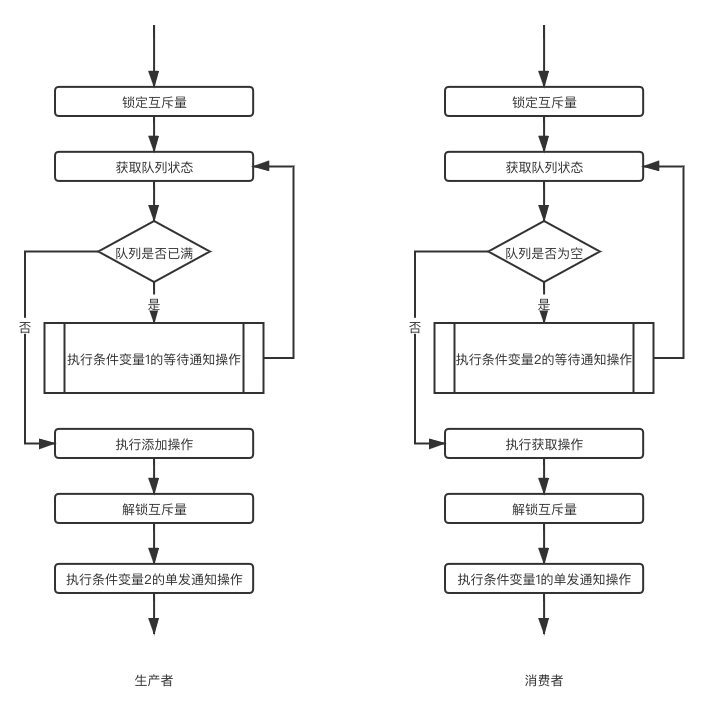 锁定互斥量
获取队列状态
队列是否已满
是
否
执行条件变量1的等待通知操作
执行添加操作
解锁互斥量
执行条件变量2的单发通知操作
生产者
锁定互斥量
获取队列状态
队列是否为空
是
否
执行条件变量2的等待通知操作
执行获取操作
解锁互斥量
执行条件变量1的单发通知操作
消费者